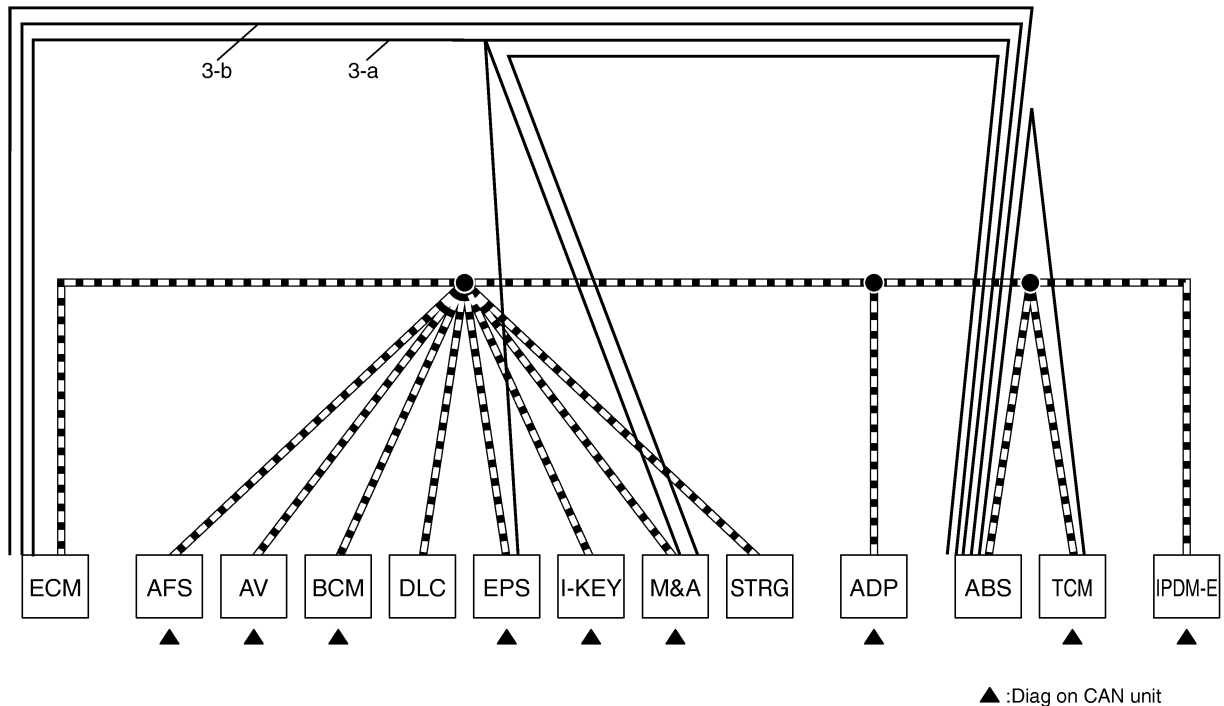 3-b
3-a
ECM
AFS
AV
BCM
DLC
EPS
I-KEY
M&A
STRG
ADP
ABS
TCM
IPDM-E
▲ :Diag on CAN unit